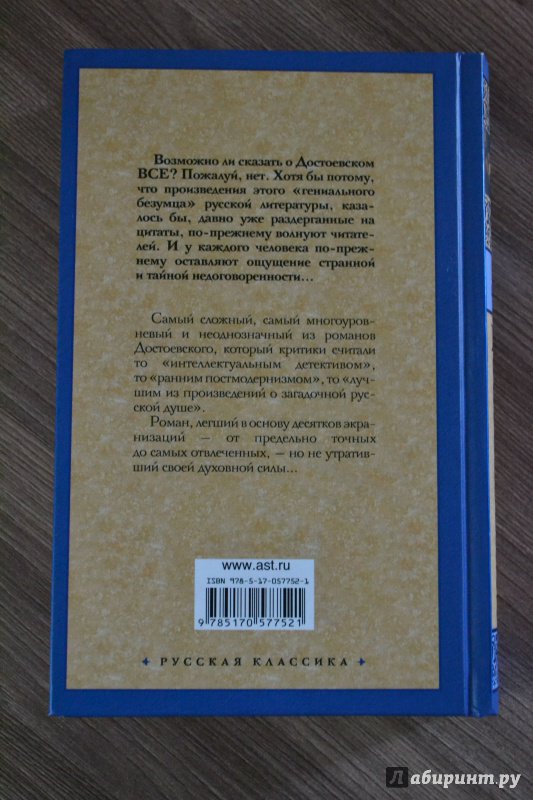 Возможно ли сказать о Достоевском
ВСЕ? Пожалуй, нет. Хотя бы потому,
что произведения этого «гениального
безумца» русской литературы, каза-
лось бы, давно уже раздерганные на
цитаты, по-прежнему волнуют читате-
лей. И у каждого человека по-преж-
нему оставляют ощущение странной
и тайной недоговоренности...
Самый сложный, самый многоуров-
невый и неоднозначный из романов
Достоевского, который критики считали
то «интеллектуальным детективом»,
то «ранним постмодернизмом», то «луч-
шим из произведений о загадочной рус-
ской душе».
Роман, легший в основу десятков экра-
низаций — от предельно точных
до самых отвлеченных, — но не утратив-
ший своей духовной силы...
www.ast.ru
ISBN 978-5-17-057752-1
9 785170 577521
РУССКАЯ КЛАССИКА
Лабиринт.ру